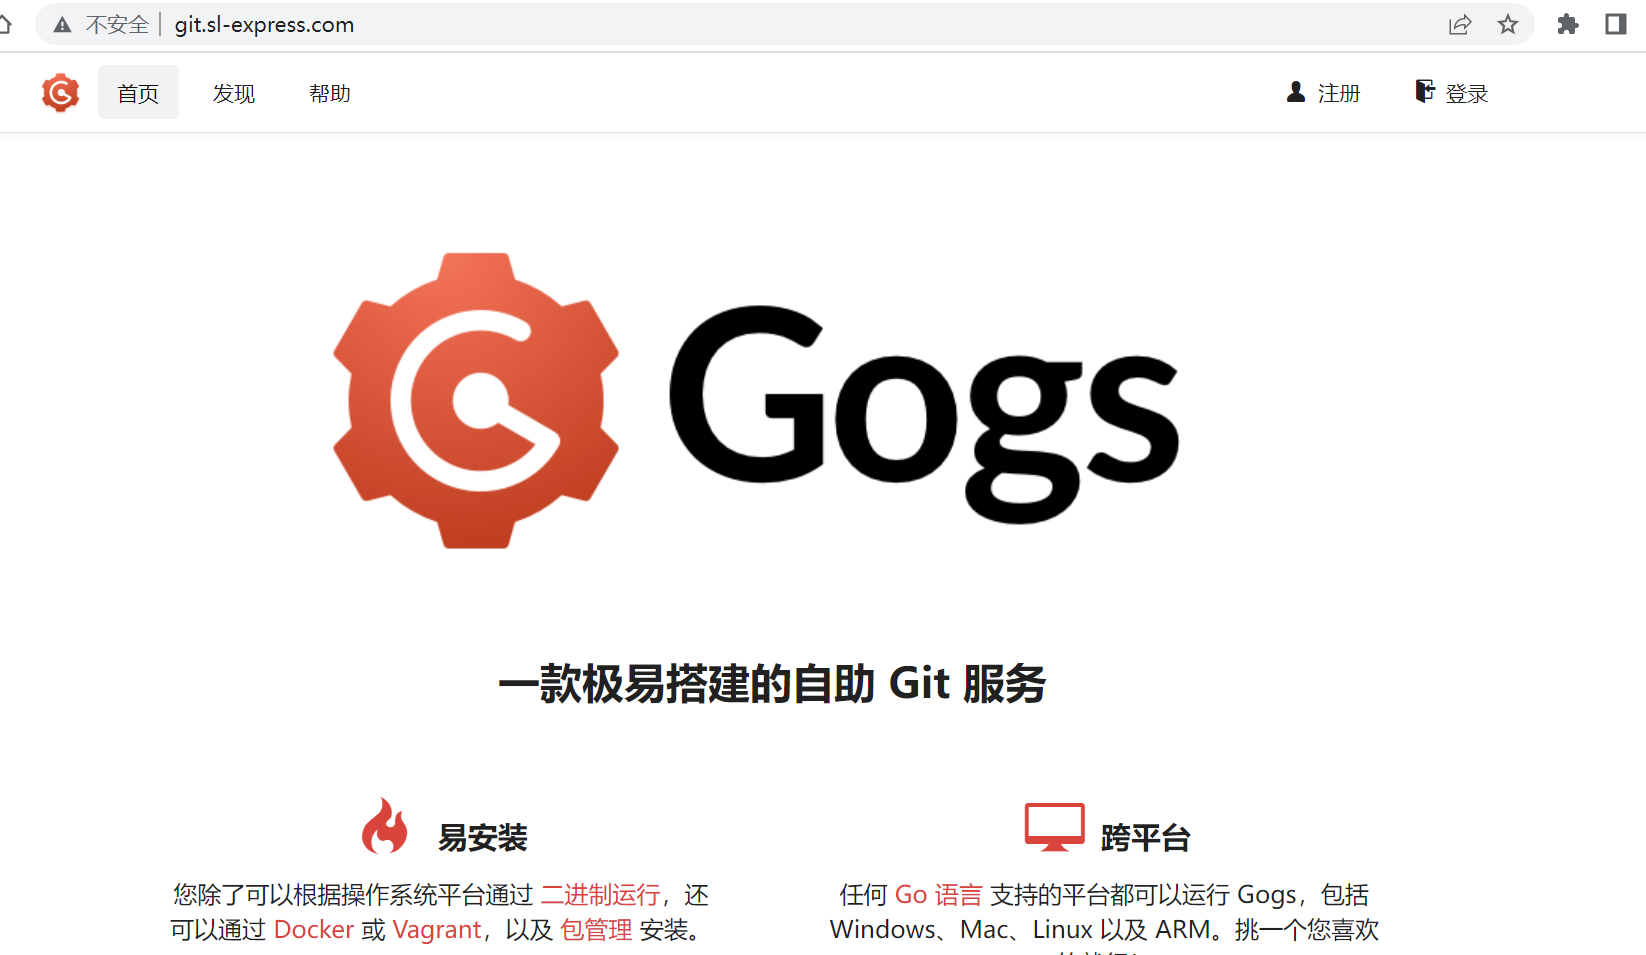 不安全 | git.sl-express.com
首页 发现 帮助 注册 登录
Gogs
一款极易搭建的自助 Git 服务
易安装
您除了可以根据操作系统平台通过 二进制运行，还
可以通过 Docker 或 Vagrant，以及 包管理 安装。
跨平台
任何 Go 语言 支持的平台都可以运行 Gogs，包括
Windows、Mac、Linux 以及 ARM。挑一个您喜欢